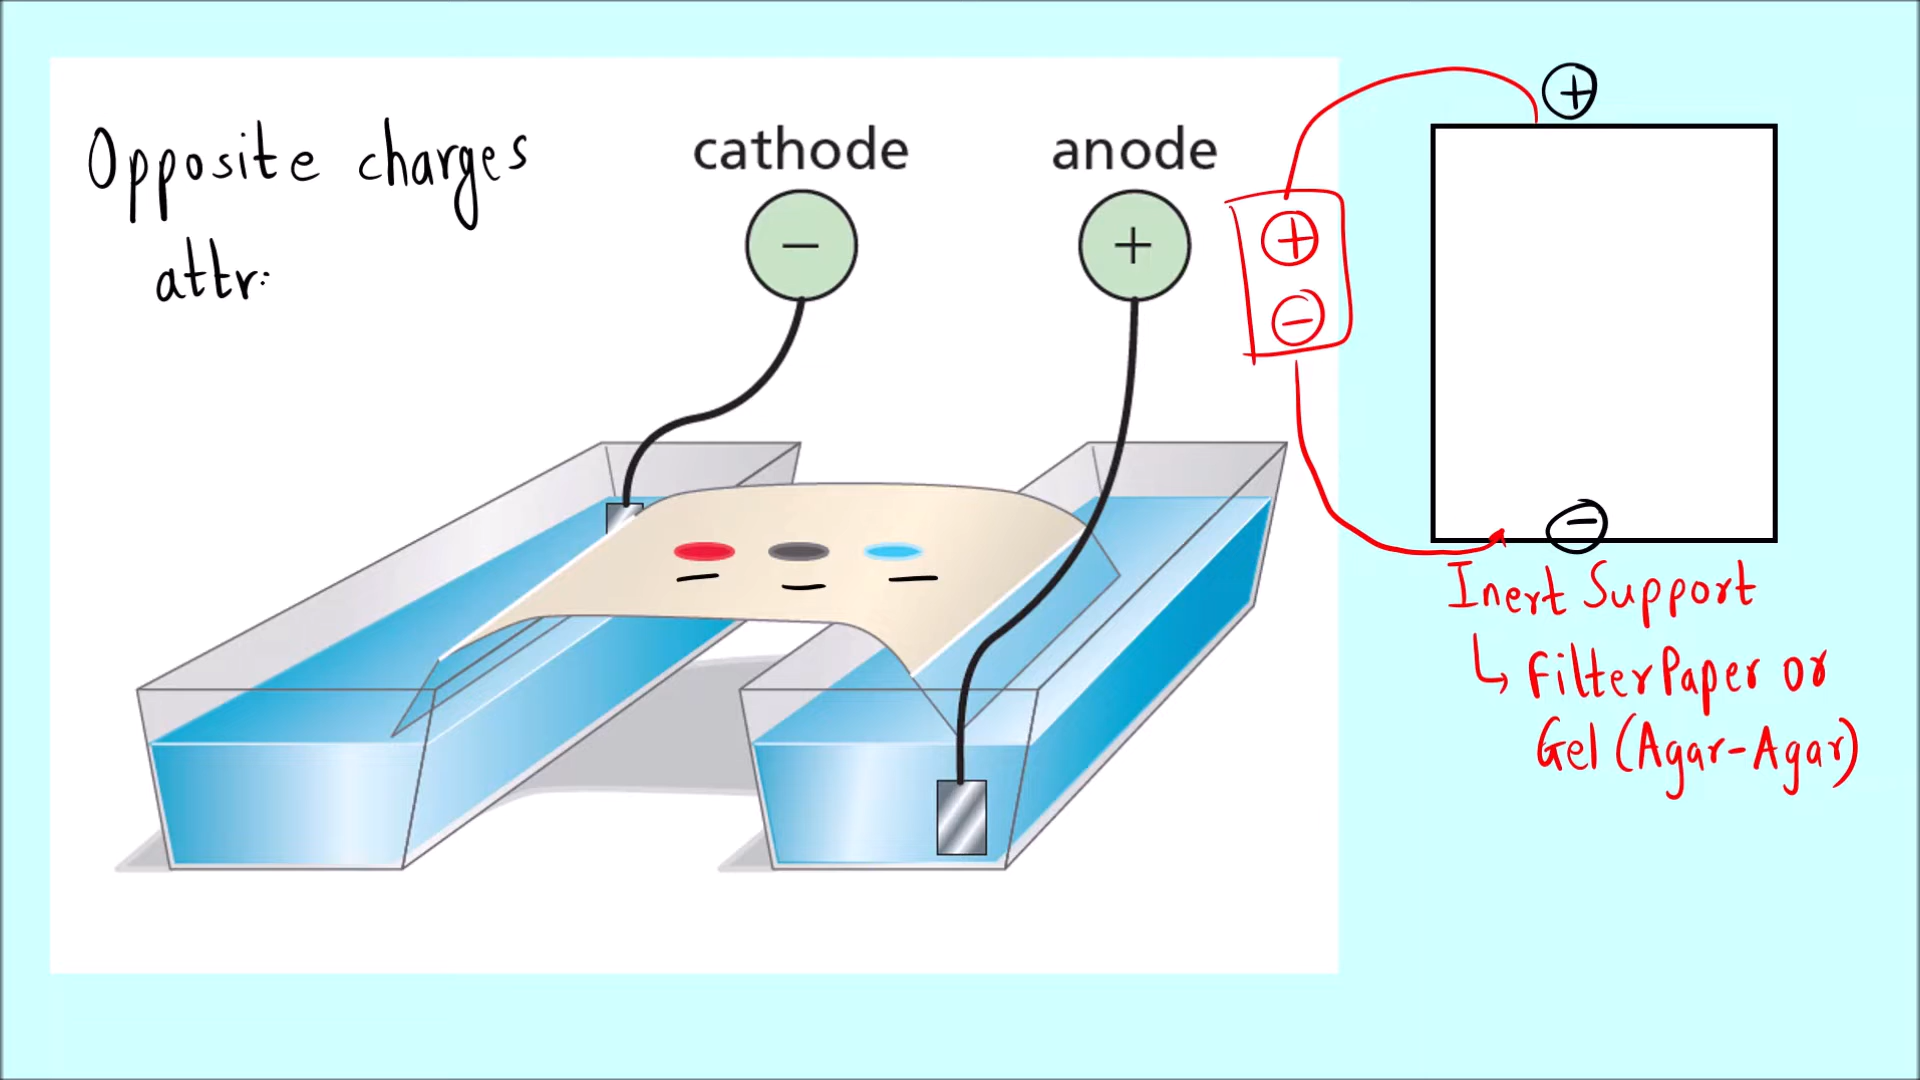 Opposite charges
attr
cathode
anode
−
+
+
−
+
−
Inert Support
↳ Filter Paper or
Gel (Agar-Agar)